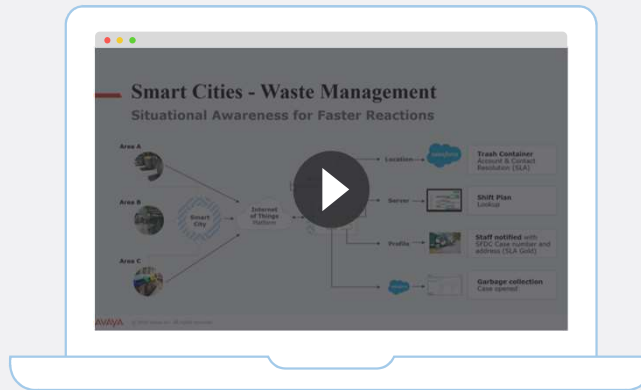 Smart Cities - Waste Management
Situational Awareness for Faster Reactions
Area A
Area B
Area C
Smart
City
Internet
of Things
Platform
Location
Server
Profile
Trash Container
Account & Contact
Resolution (SLA)
Shift Plan
Lookup
Staff notified with
SFDC Case number and
address (SLA Gold)
Garbage collection
Case opened
AVAYA